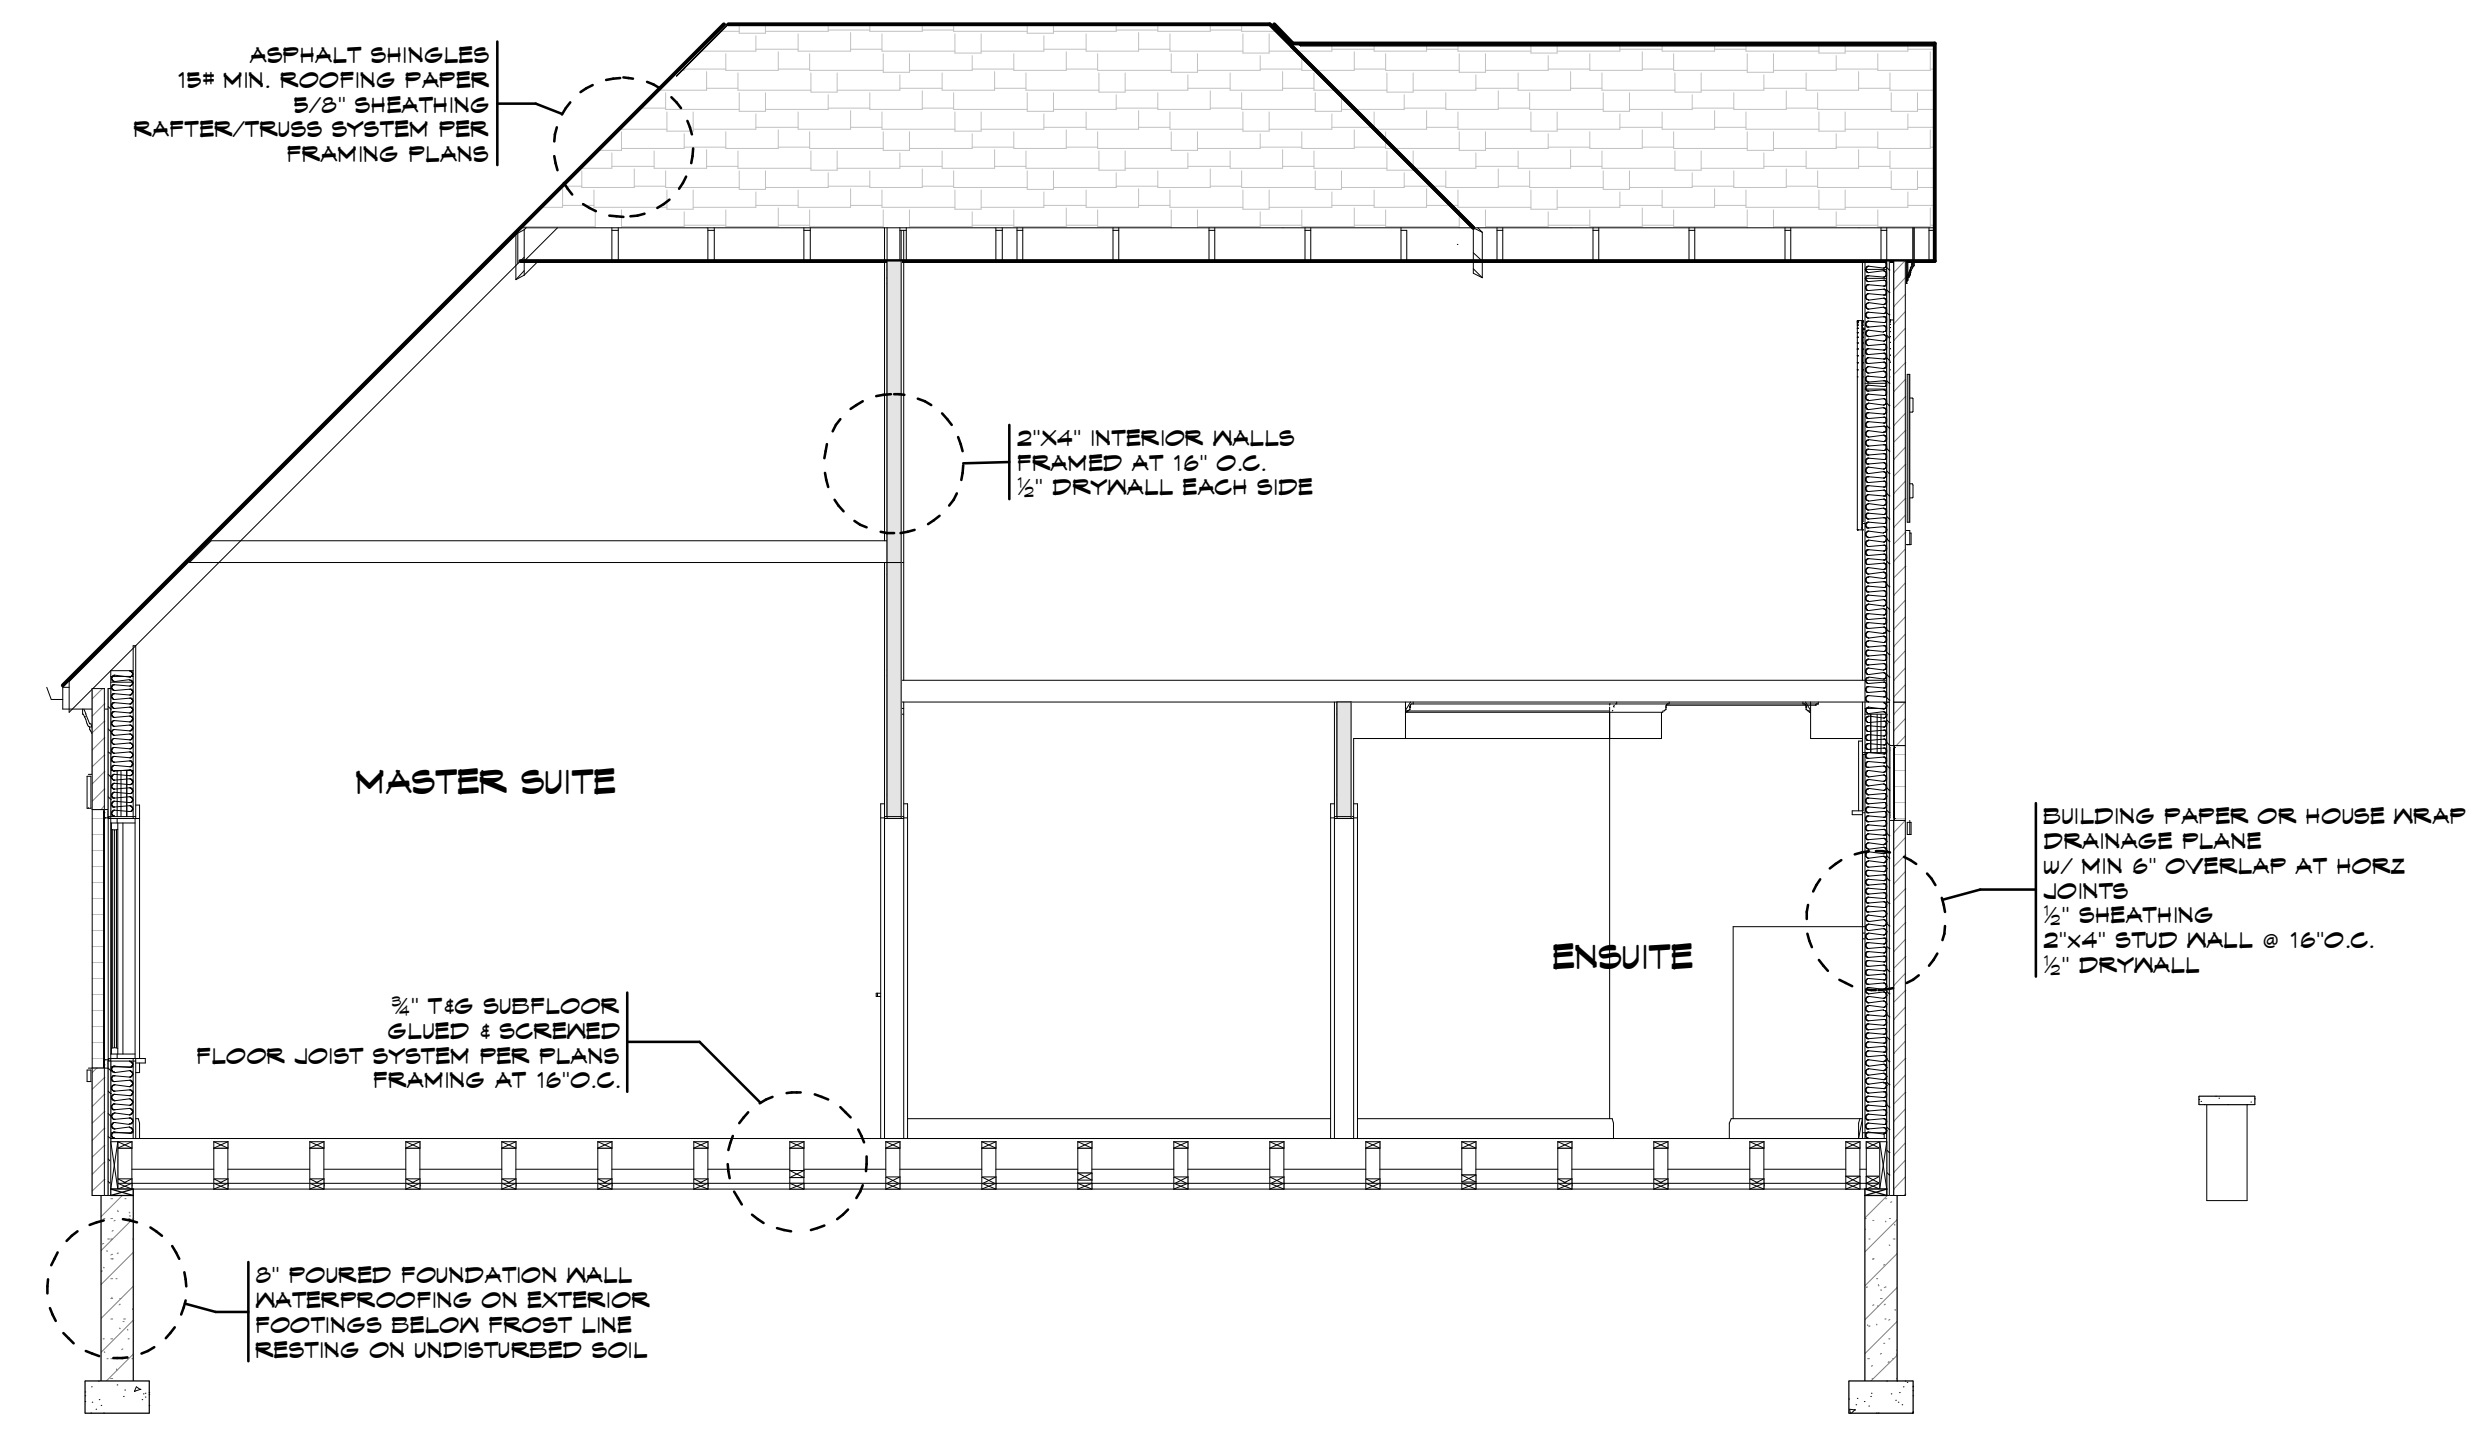 ASPHALT SHINGLES
15# MIN. ROOFING PAPER
5/8" SHEATHING
RAFTER/TRUSS SYSTEM PER
FRAMING PLANS
2"X4" INTERIOR WALLS
FRAMED AT 16" O.C.
½" DRYWALL EACH SIDE
MASTER SUITE
BUILDING PAPER OR HOUSE WRAP
DRAINAGE PLANE
W/ MIN 6" OVERLAP AT HORZ
JOINTS
½" SHEATHING
2"x4" STUD WALL @ 16"O.C.
½" DRYWALL
ENSUITE
¾" T&G SUBFLOOR
GLUED & SCREWED
FLOOR JOIST SYSTEM PER PLANS
FRAMING AT 16"O.C.
8" POURED FOUNDATION WALL
WATERPROOFING ON EXTERIOR
FOOTINGS BELOW FROST LINE
RESTING ON UNDISTURBED SOIL